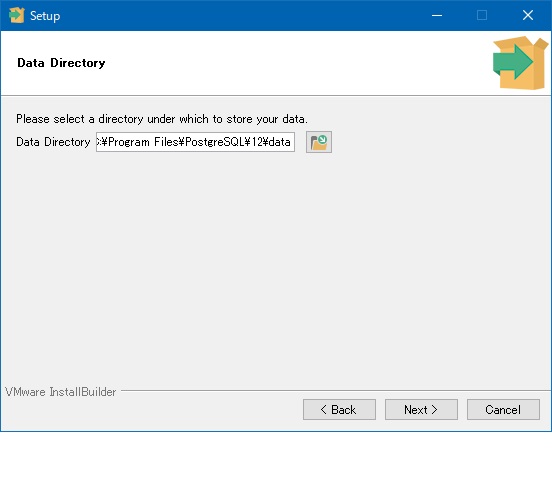 Setup
Data Directory
Please select a directory under which to store your data.
Data Directory :¥Program Files¥PostgreSQL¥12¥data
VMware InstallBuilder
< Back Next > Cancel